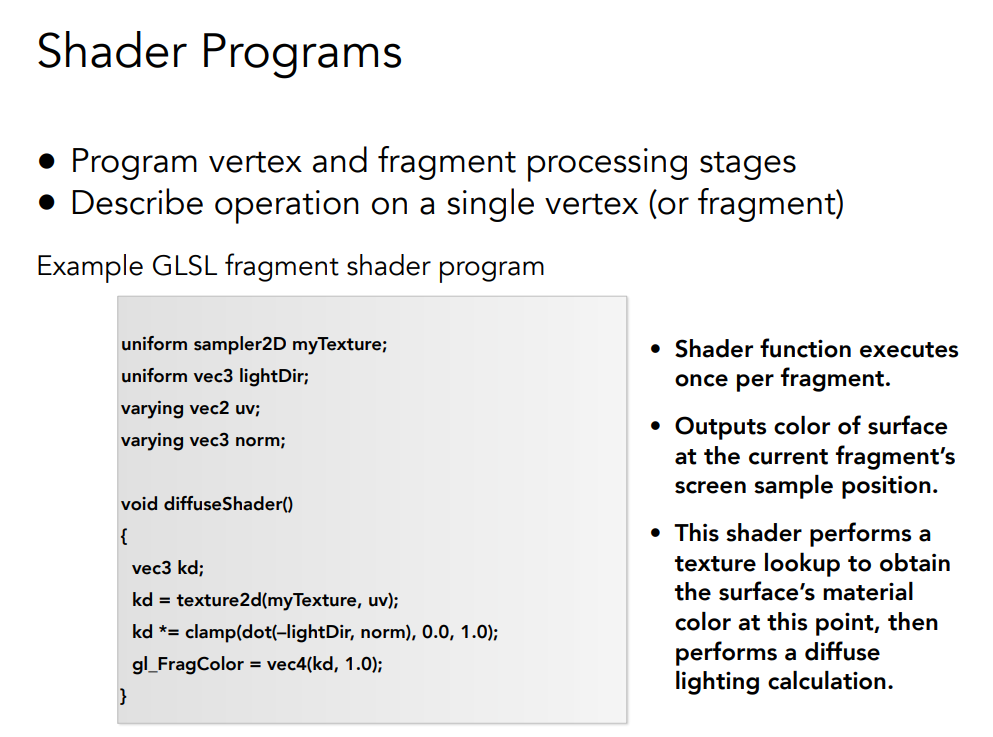 Shader Programs
● Program vertex and fragment processing stages
● Describe operation on a single vertex (or fragment)
Example GLSL fragment shader program
uniform sampler2D myTexture;
uniform vec3 lightDir;
varying vec2 uv;
varying vec3 norm;
void diffuseShader()
{
vec3 kd;
kd = texture2d(myTexture, uv);
kd *= clamp(dot(–lightDir, norm), 0.0, 1.0);
gl_FragColor = vec4(kd, 1.0);
}
• Shader function executes
once per fragment.
• Outputs color of surface
at the current fragment’s
screen sample position.
• This shader performs a
texture lookup to obtain
the surface’s material
color at this point, then
performs a diffuse
lighting calculation.